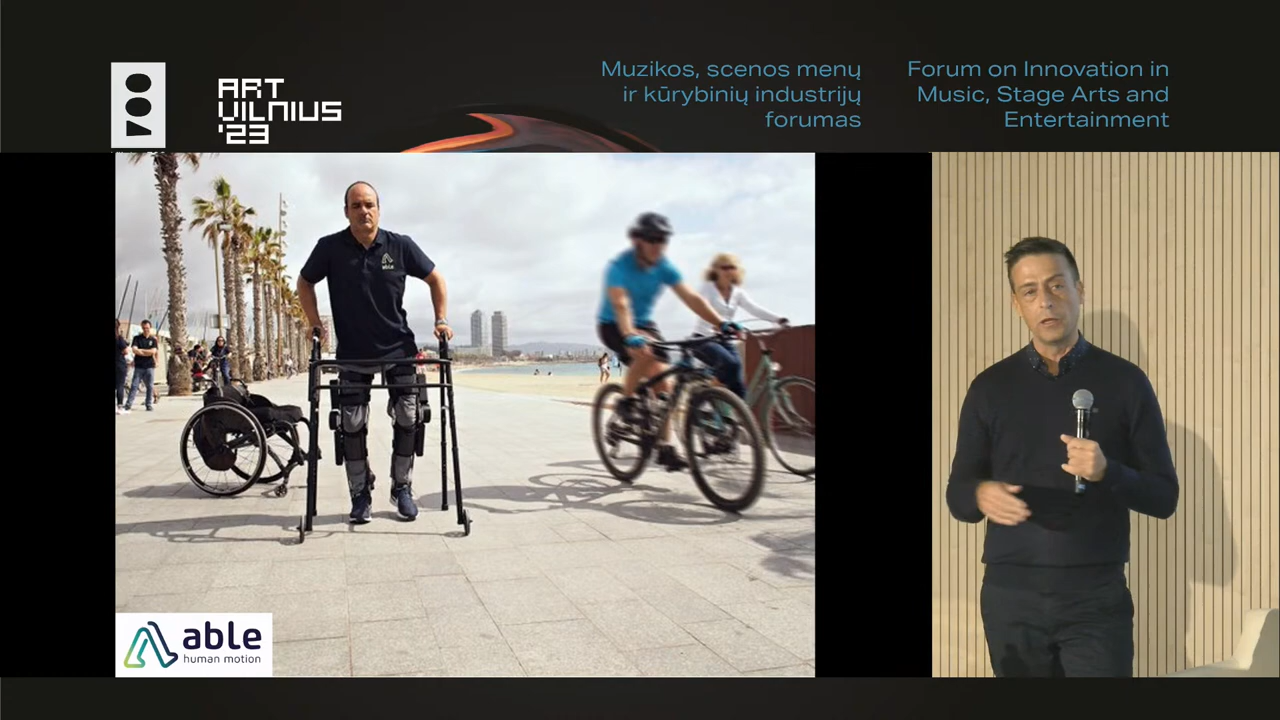 ART
VILNIUS
'23
Muzikos, scenos menų
ir kūrybinių industrijų
forumas
Forum on Innovation in
Music, Stage Arts and
Entertainment
able
able
human motion